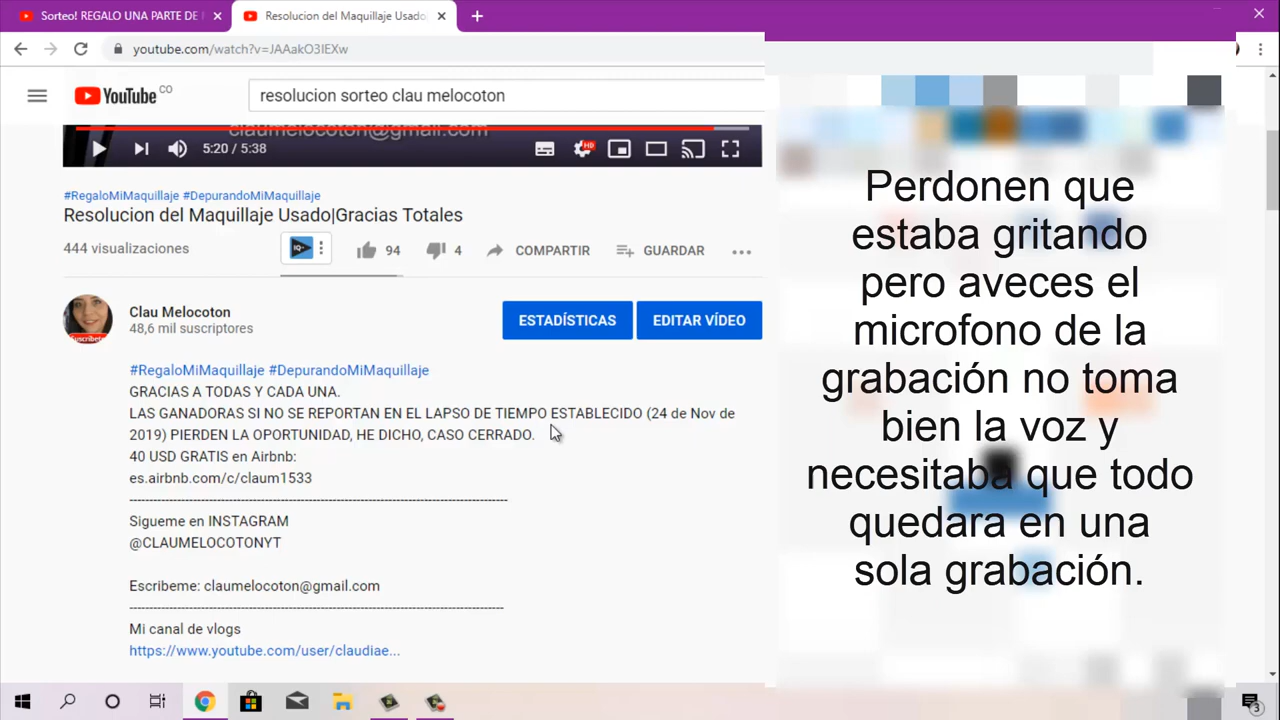 Sorteo! REGALO UNA PARTE DE
Resolucion del Maquillaje Usado
youtube.com/watch?v=JAAakO3IEXw
YouTube CO
resolucion sorteo clau melocoton
claumelocoton@gmail.com
5:20 / 5:38
HD
#RegaloMiMaquillaje #DepurandoMiMaquillaje
Resolucion del Maquillaje Usado|Gracias Totales
444 visualizaciones
IQ
94
4
COMPARTIR
GUARDAR
Clau Melocoton
48,6 mil suscriptores
Suscribete
ESTADÍSTICAS
EDITAR VÍDEO
#RegaloMiMaquillaje #DepurandoMiMaquillaje
GRACIAS A TODAS Y CADA UNA.
LAS GANADORAS SI NO SE REPORTAN EN EL LAPSO DE TIEMPO ESTABLECIDO (24 de Nov de
2019) PIERDEN LA OPORTUNIDAD, HE DICHO, CASO CERRADO.
40 USD GRATIS en Airbnb:
es.airbnb.com/c/claum1533
Sigueme en INSTAGRAM
@CLAUMELOCOTONYT
Escribeme: claumelocoton@gmail.com
Mi canal de vlogs
https://www.youtube.com/user/claudiae...
Perdonen que
estaba gritando
pero aveces el
microfono de la
grabación no toma
bien la voz y
necesitaba que todo
quedara en una
sola grabación.
3